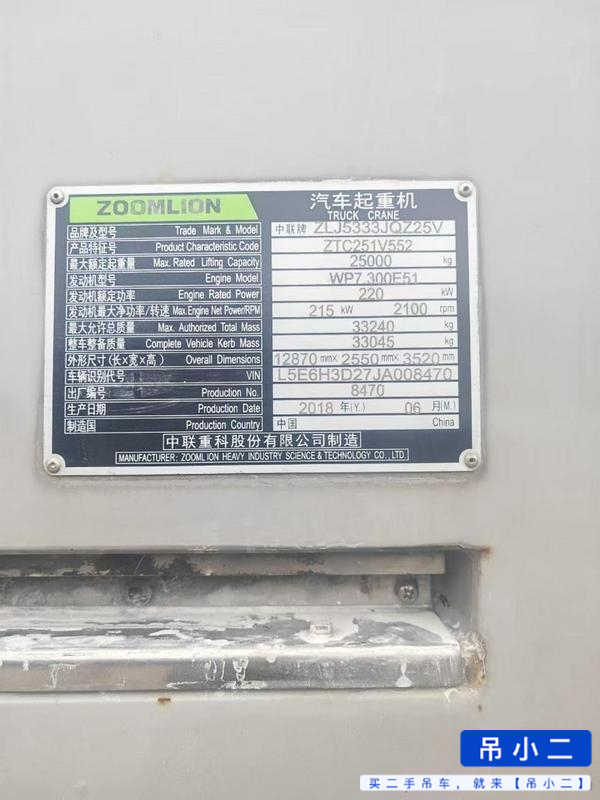 ZOOMLION 汽车起重机
TRUCK CRANE
品牌及型号 Trade Mark & Model 中联牌 ZLJ5333JQZ25V
产品特征号 Product Characteristic Code ZTC251V552
最大额定起重量 Max. Rated Lifting Capacity 25000 kg
发动机型号 Engine Model WP7.300E51
发动机额定功率 Engine Rated Power 220 kW
发动机最大净功率/转速 Max.Engine Net Power/RPM 215 kW 2100 rpm
最大允许总质量 Max. Authorized Total Mass 33240 kg
整车整备质量 Complete Vehicle Kerb Mass 33045 kg
外形尺寸(长×宽×高) Overall Dimensions 12870 mm× 2550 mm× 3520 mm
车辆识别代号 VIN L5E6H3D27JA008470
出厂编号 Production No. 8470
生产日期 Production Date 2018 年(Y.) 06 月(M.)
制造国 Production Country 中国 China
中联重科股份有限公司制造
MANUFACTURER: ZOOMLION HEAVY INDUSTRY SCIENCE & TECHNOLOGY CO., LTD.
吊小二
买二手吊车，就来【吊小二】